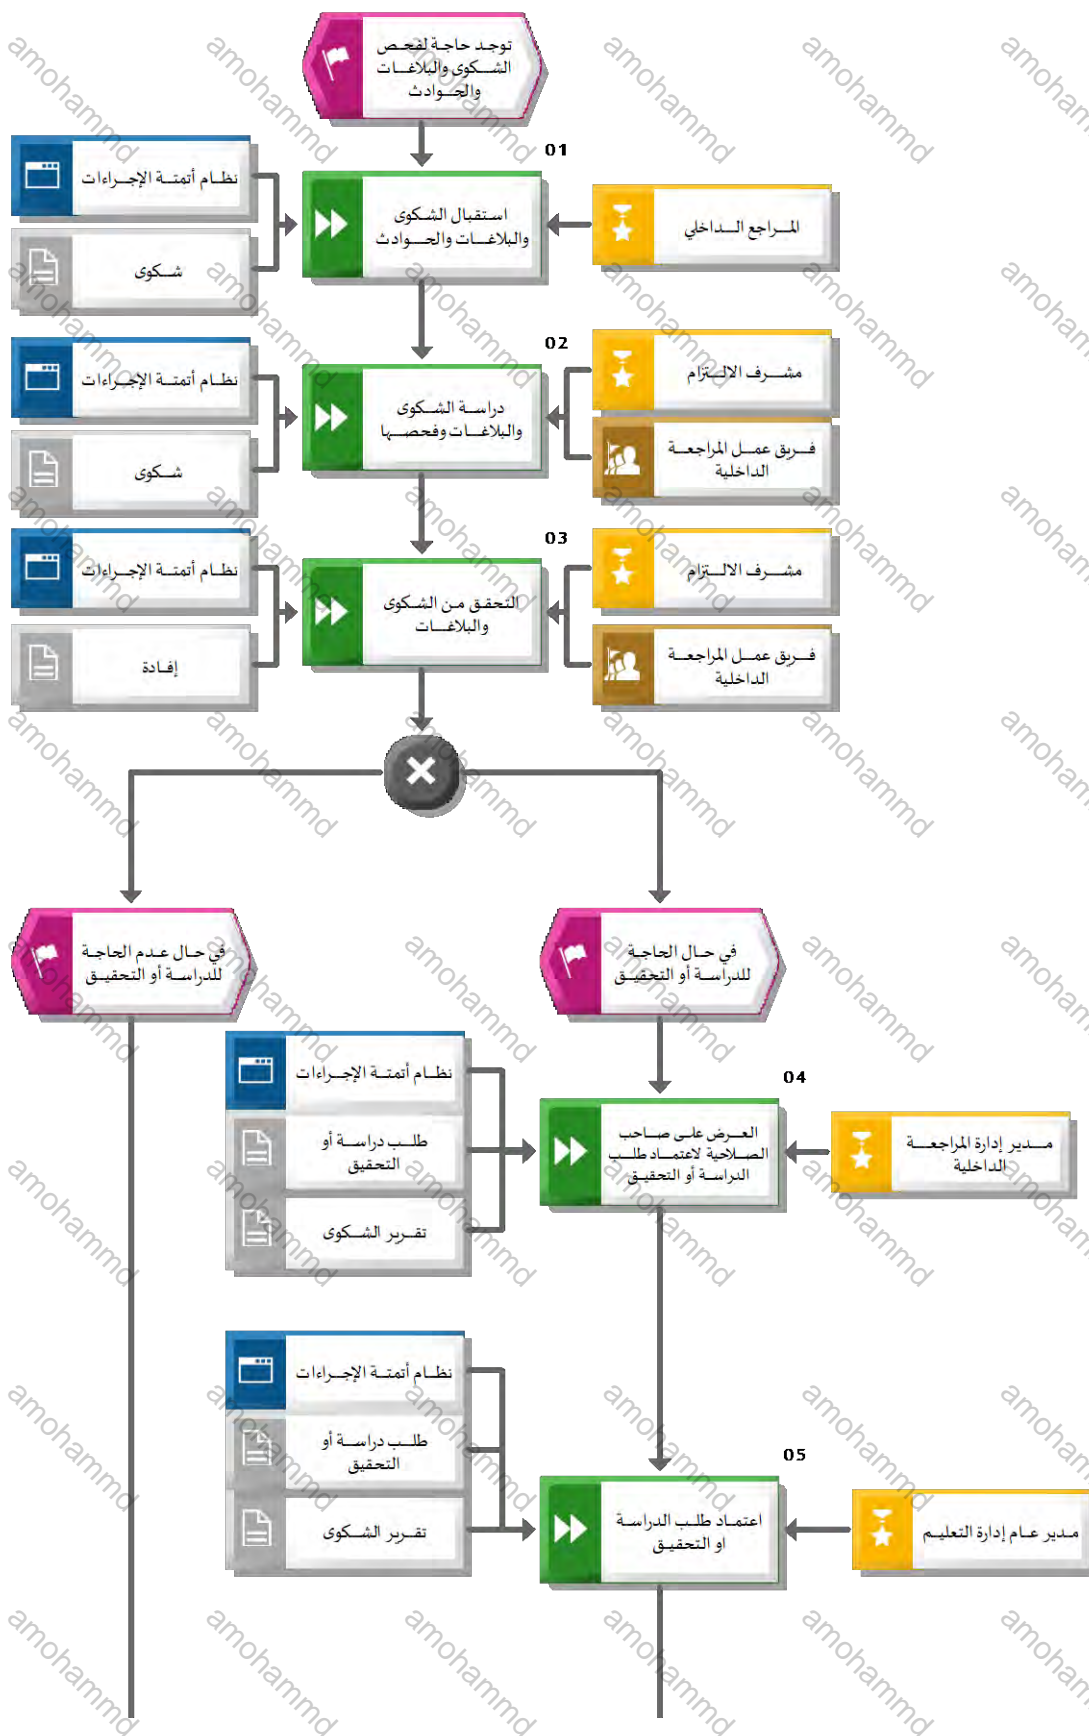 توجد حاجة لفحص
الشكوى والبلاغات
والحوادث
01
نظام أتمتة الإجراءات
استقبال الشكوى
والبلاغات والحوادث
المراجع الداخلي
شكوى
02
نظام أتمتة الإجراءات
دراسة الشكوى
والبلاغات وفحصها
مشرف الالتزام
شكوى
فريق عمل المراجعة
الداخلية
03
نظام أتمتة الإجراءات
التحقق من الشكوى
والبلاغات
مشرف الالتزام
إفادة
فريق عمل المراجعة
الداخلية
في حال الحاجة
للدراسة أو التحقيق
في حال عدم الحاجة
للدراسة أو التحقيق
04
نظام أتمتة الإجراءات
طلب دراسة أو
التحقيق
تقرير الشكوى
العرض على صاحب
الصلاحية لاعتماد طلب
الدراسة أو التحقيق
مدير إدارة المراجعة
الداخلية
05
نظام أتمتة الإجراءات
طلب دراسة أو
التحقيق
تقرير الشكوى
اعتماد طلب الدراسة
او التحقيق
مدير عام إدارة التعليم
amohammd